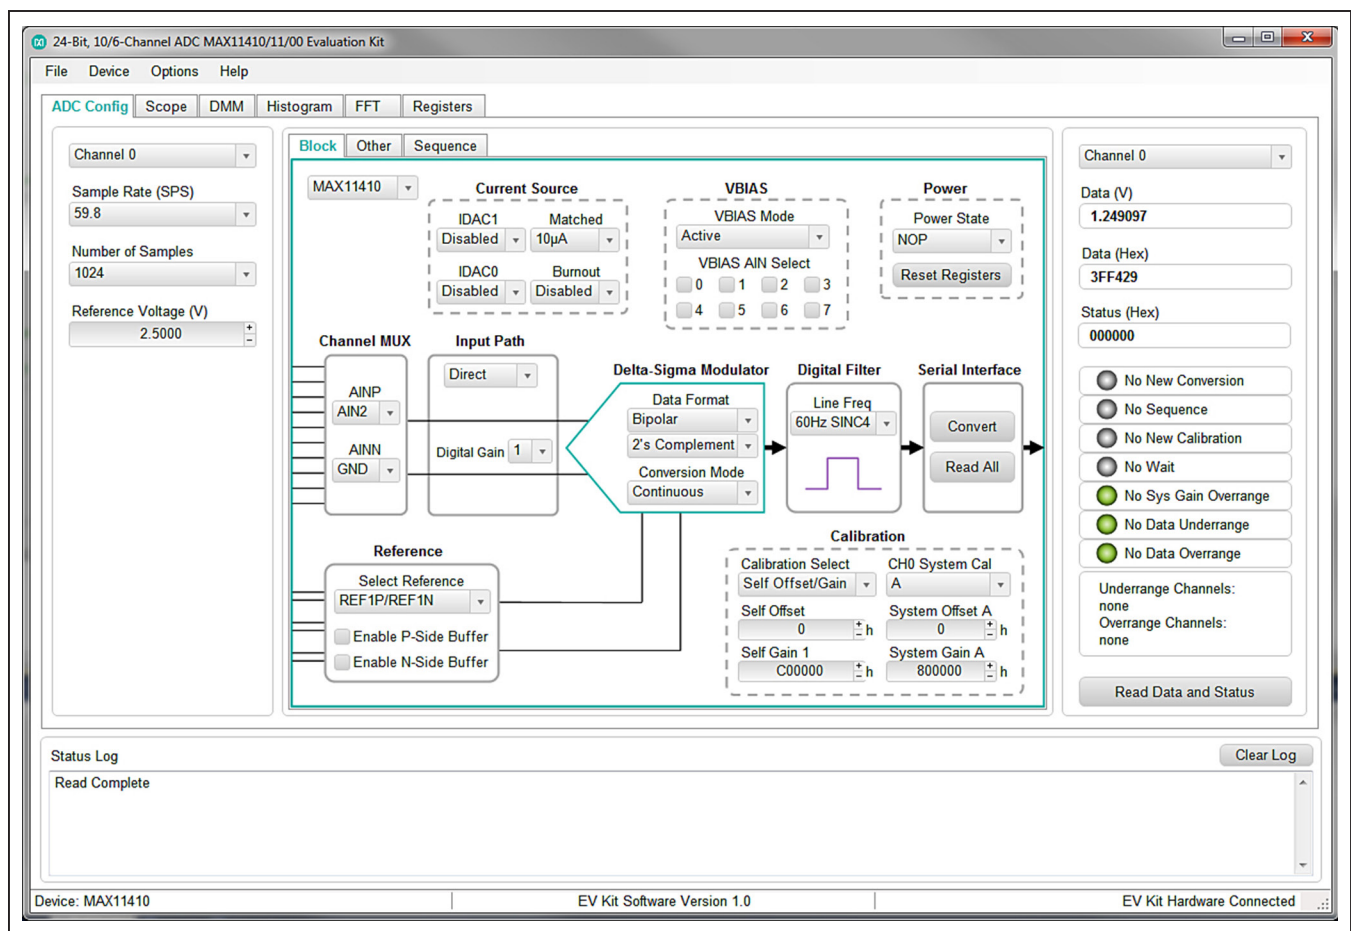 24-Bit, 10/6-Channel ADC MAX11410/11/00 Evaluation Kit
File Device Options Help
ADC Config Scope DMM Histogram FFT Registers
Channel 0
Sample Rate (SPS)
59.8
Number of Samples
1024
Reference Voltage (V)
2.5000
Block Other Sequence
MAX11410
Current Source
IDAC1 Matched
Disabled 10µA
IDAC0 Burnout
Disabled Disabled
VBIAS
VBIAS Mode
Active
VBIAS AIN Select
0 1 2 3
4 5 6 7
Power
Power State
NOP
Reset Registers
Channel MUX
AINP
AIN2
AINN
GND
Input Path
Direct
Digital Gain 1
Delta-Sigma Modulator
Data Format
Bipolar
2's Complement
Conversion Mode
Continuous
Digital Filter
Line Freq
60Hz SINC4
Serial Interface
Convert
Read All
Reference
Select Reference
REF1P/REF1N
Enable P-Side Buffer
Enable N-Side Buffer
Calibration
Calibration Select CH0 System Cal
Self Offset/Gain A
Self Offset System Offset A
0 h 0 h
Self Gain 1 System Gain A
C00000 h 800000 h
Channel 0
Data (V)
1.249097
Data (Hex)
3FF429
Status (Hex)
000000
No New Conversion
No Sequence
No New Calibration
No Wait
No Sys Gain Overrange
No Data Underrange
No Data Overrange
Underrange Channels:
none
Overrange Channels:
none
Read Data and Status
Status Log Clear Log
Read Complete
Device: MAX11410 EV Kit Software Version 1.0 EV Kit Hardware Connected